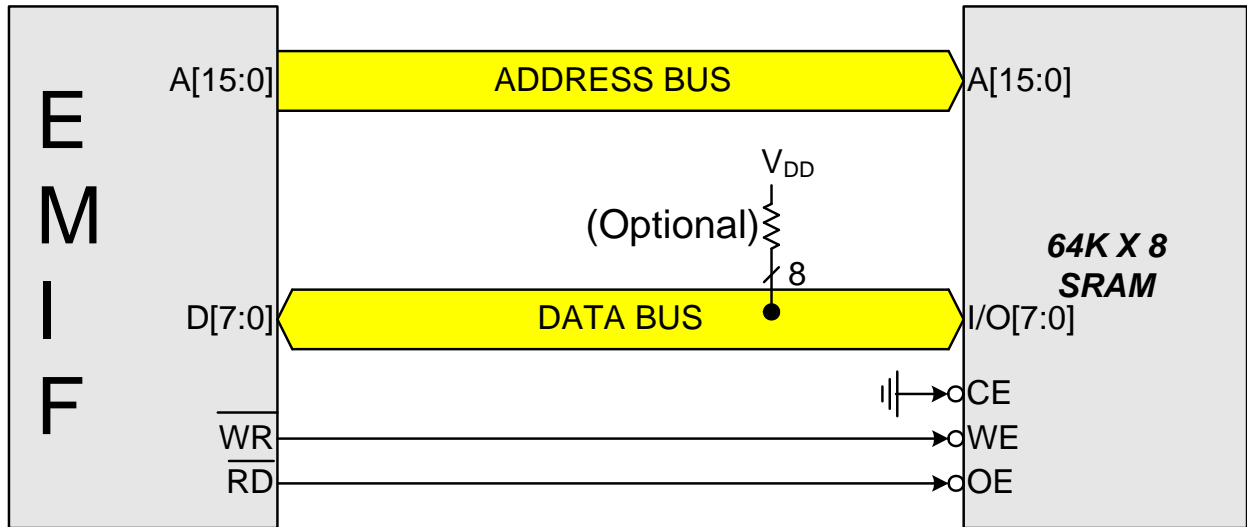 E
M
I
F
A[15:0]
ADDRESS BUS
A[15:0]
V_DD
(Optional)
8
64K X 8
SRAM
D[7:0]
DATA BUS
I/O[7:0]
CE
WR
WE
RD
OE